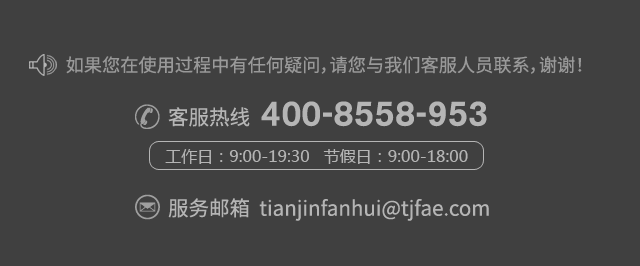 如果您在使用过程中有任何疑问，请您与我们客服人员联系，谢谢！
客服热线 400-8558-953
工作日：9:00-19:30 节假日：9:00-18:00
服务邮箱 tianjinfanhui@tjfae.com